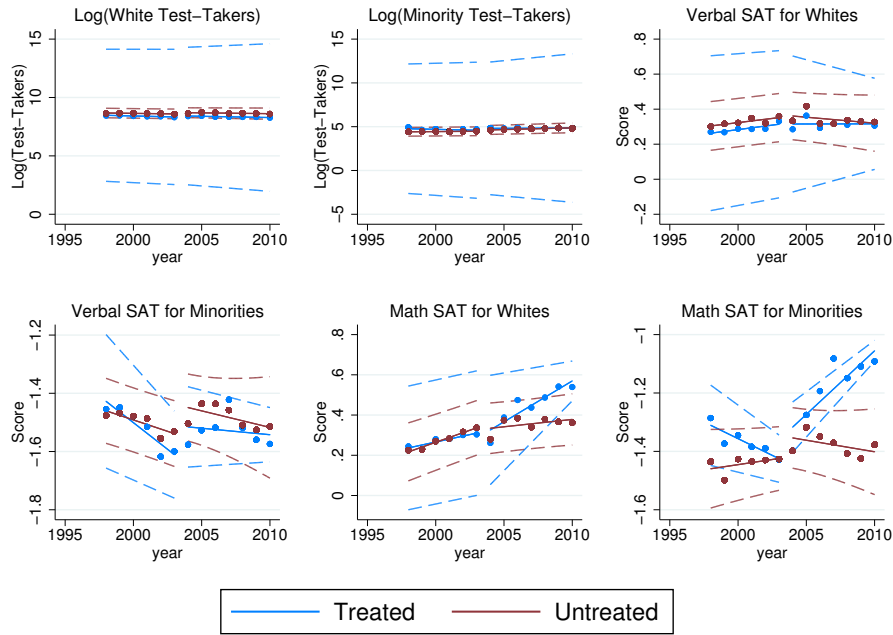 Log(White Test−Takers)
Log(Test−Takers)
15
10
5
0
1995 2000 2005 2010
year
Log(Minority Test−Takers)
Log(Test−Takers)
15
10
5
0
−5
1995 2000 2005 2010
year
Verbal SAT for Whites
Score
.8
.6
.4
.2
0
−.2
1995 2000 2005 2010
year
Verbal SAT for Minorities
Score
−1.2
−1.4
−1.6
−1.8
1995 2000 2005 2010
year
Math SAT for Whites
Score
.8
.6
.4
.2
0
1995 2000 2005 2010
year
Math SAT for Minorities
Score
−1
−1.2
−1.4
−1.6
1995 2000 2005 2010
year
Treated Untreated